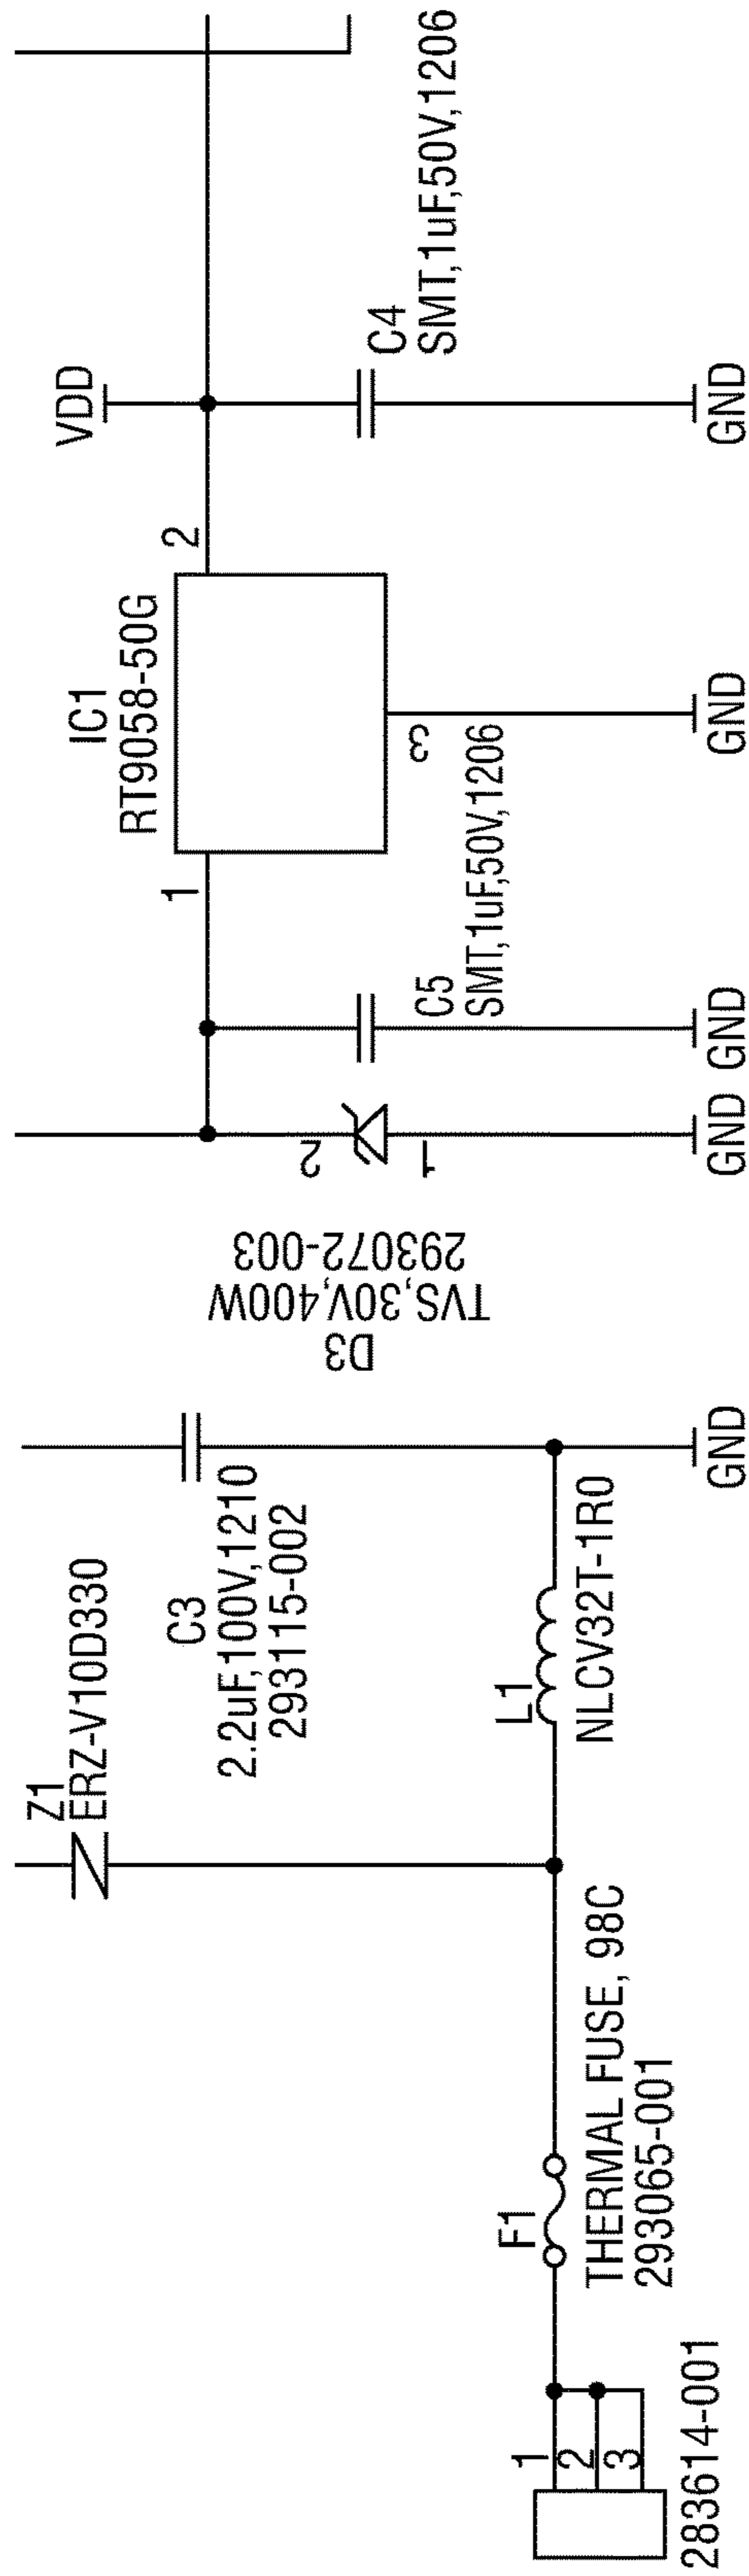 283614-001
1
2
3
F1
THERMAL FUSE, 98C
293065-001
Z1
ERZ-V10D330
L1
NLCV32T-1R0
C3
2.2uF,100V,1210
293115-002
GND
D3
TVS,30V,400W
293072-003
2
1
GND
C5
SMT,1uF,50V,1206
GND
IC1
RT9058-50G
1
2
3
GND
VDD
C4
SMT,1uF,50V,1206
GND